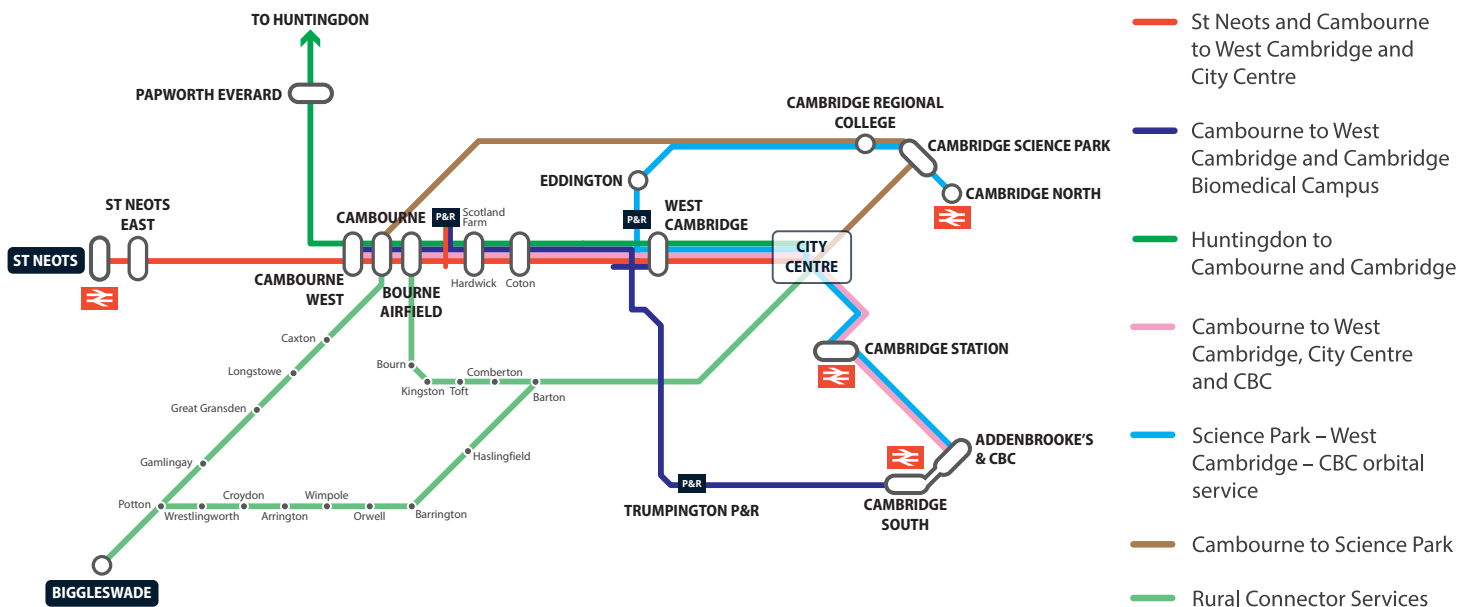 TO HUNTINGDON
PAPWORTH EVERARD
CAMBRIDGE REGIONAL
COLLEGE
CAMBRIDGE SCIENCE PARK
EDDINGTON
CAMBRIDGE NORTH
ST NEOTS
EAST
CAMBOURNE
P&R
Scotland
Farm
P&R
WEST
CAMBRIDGE
ST NEOTS
CITY
CENTRE
CAMBOURNE
WEST
BOURNE
AIRFIELD
Hardwick
Coton
Caxton
CAMBRIDGE STATION
Longstowe
Bourn
Comberton
Kingston
Toft
Barton
Great Gransden
Gamlingay
Haslingfield
ADDENBROOKE'S
& CBC
P&R
TRUMPINGTON P&R
CAMBRIDGE
SOUTH
Potton
Croydon
Wimpole
Wrestlingworth
Arrington
Orwell
Barrington
BIGGLESWADE
St Neots and Cambourne
to West Cambridge and
City Centre
Cambourne to West
Cambridge and Cambridge
Biomedical Campus
Huntingdon to
Cambourne and Cambridge
Cambourne to West
Cambridge, City Centre
and CBC
Science Park – West
Cambridge – CBC orbital
service
Cambourne to Science Park
Rural Connector Services